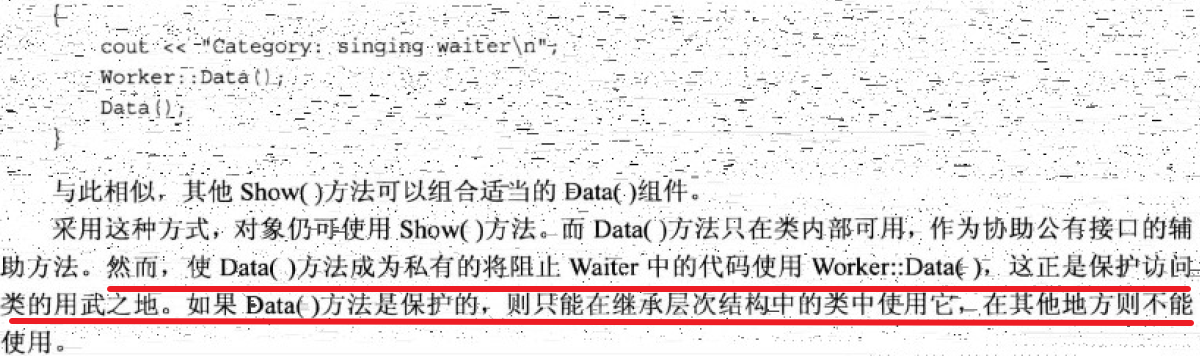 {
cout << "Category: singing waiter\n";
Worker::Data();
Data();
}
与此相似，其他 Show( )方法可以组合适当的 Data( )组件。
采用这种方式，对象仍可使用 Show( )方法。而 Data( )方法只在类内部可用，作为协助公有接口的辅
助方法。然而，使 Data( )方法成为私有的将阻止 Waiter 中的代码使用 Worker::Data( )，这正是保护访问
类的用武之地。如果 Data( )方法是保护的，则只能在继承层次结构中的类中使用它，在其他地方则不能
使用。